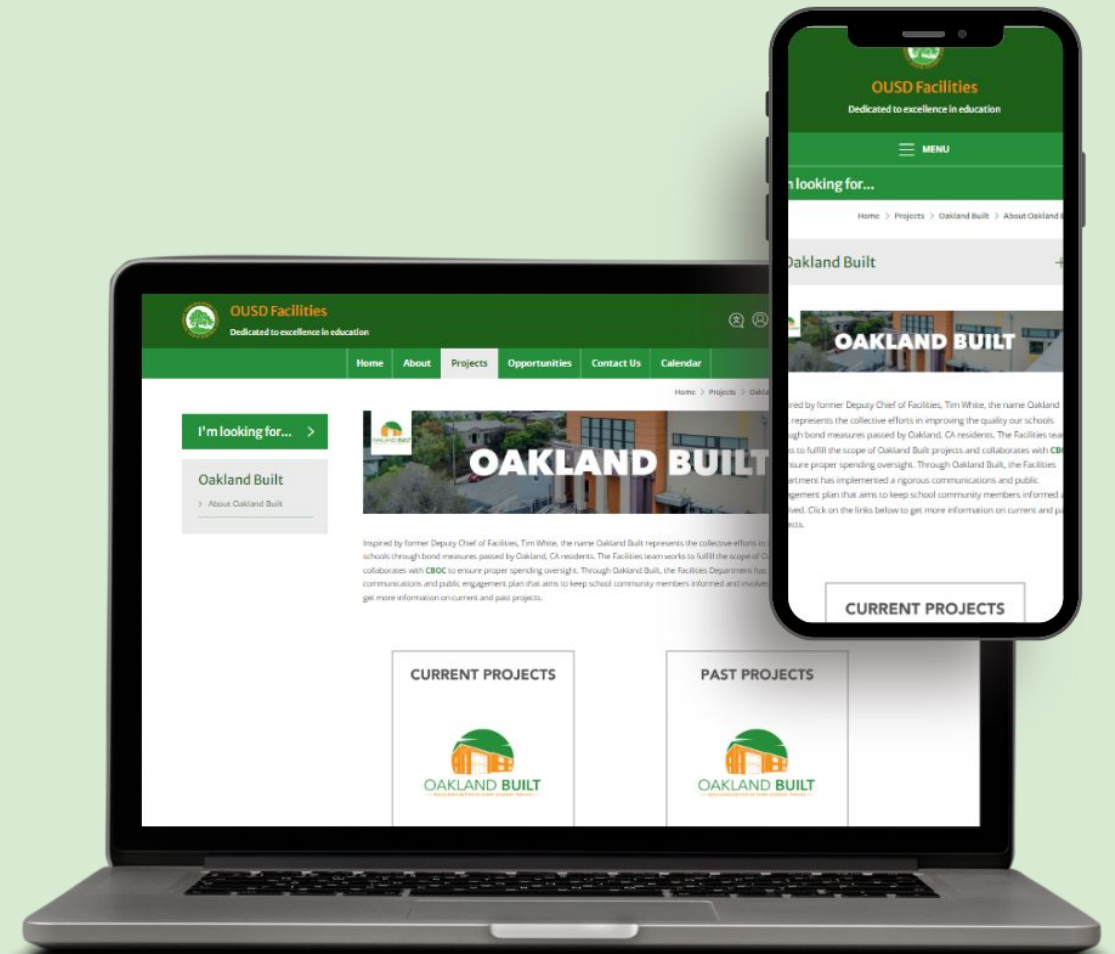 OUSD Facilities
Dedicated to excellence in education
Home About Projects Opportunities Contact Us Calendar
Home > Projects >
I'm looking for... >
Oakland Built
> About Oakland Built
OAKLAND BUILT
OAKLAND BUILT
Inspired by former Deputy Chief of Facilities, Tim White, the name Oakland Built represents the collective efforts in
schools through bond measures passed by Oakland, CA residents. The Facilities team works to fulfill the scope of
collaborates with CBOC to ensure proper spending oversight. Through Oakland Built, the Facilities Department has
communications and public engagement plan that aims to keep school community members informed and
get more information on current and past projects.
CURRENT PROJECTS
OAKLAND BUILT
PAST PROJECTS
OAKLAND BUILT
OUSD Facilities
Dedicated to excellence in education
MENU
looking for...
Home > Projects > Oakland Built > About Oakland
Oakland Built +
OAKLAND BUILT
by former Deputy Chief of Facilities, Tim White, the name Oakland
represents the collective efforts in improving the quality our schools
bond measures passed by Oakland, CA residents. The Facilities
to fulfill the scope of Oakland Built projects and collaborates with
proper spending oversight. Through Oakland Built, the Facilities
has implemented a rigorous communications and public
plan that aims to keep school community members informed
Click on the links below to get more information on current and
CURRENT PROJECTS